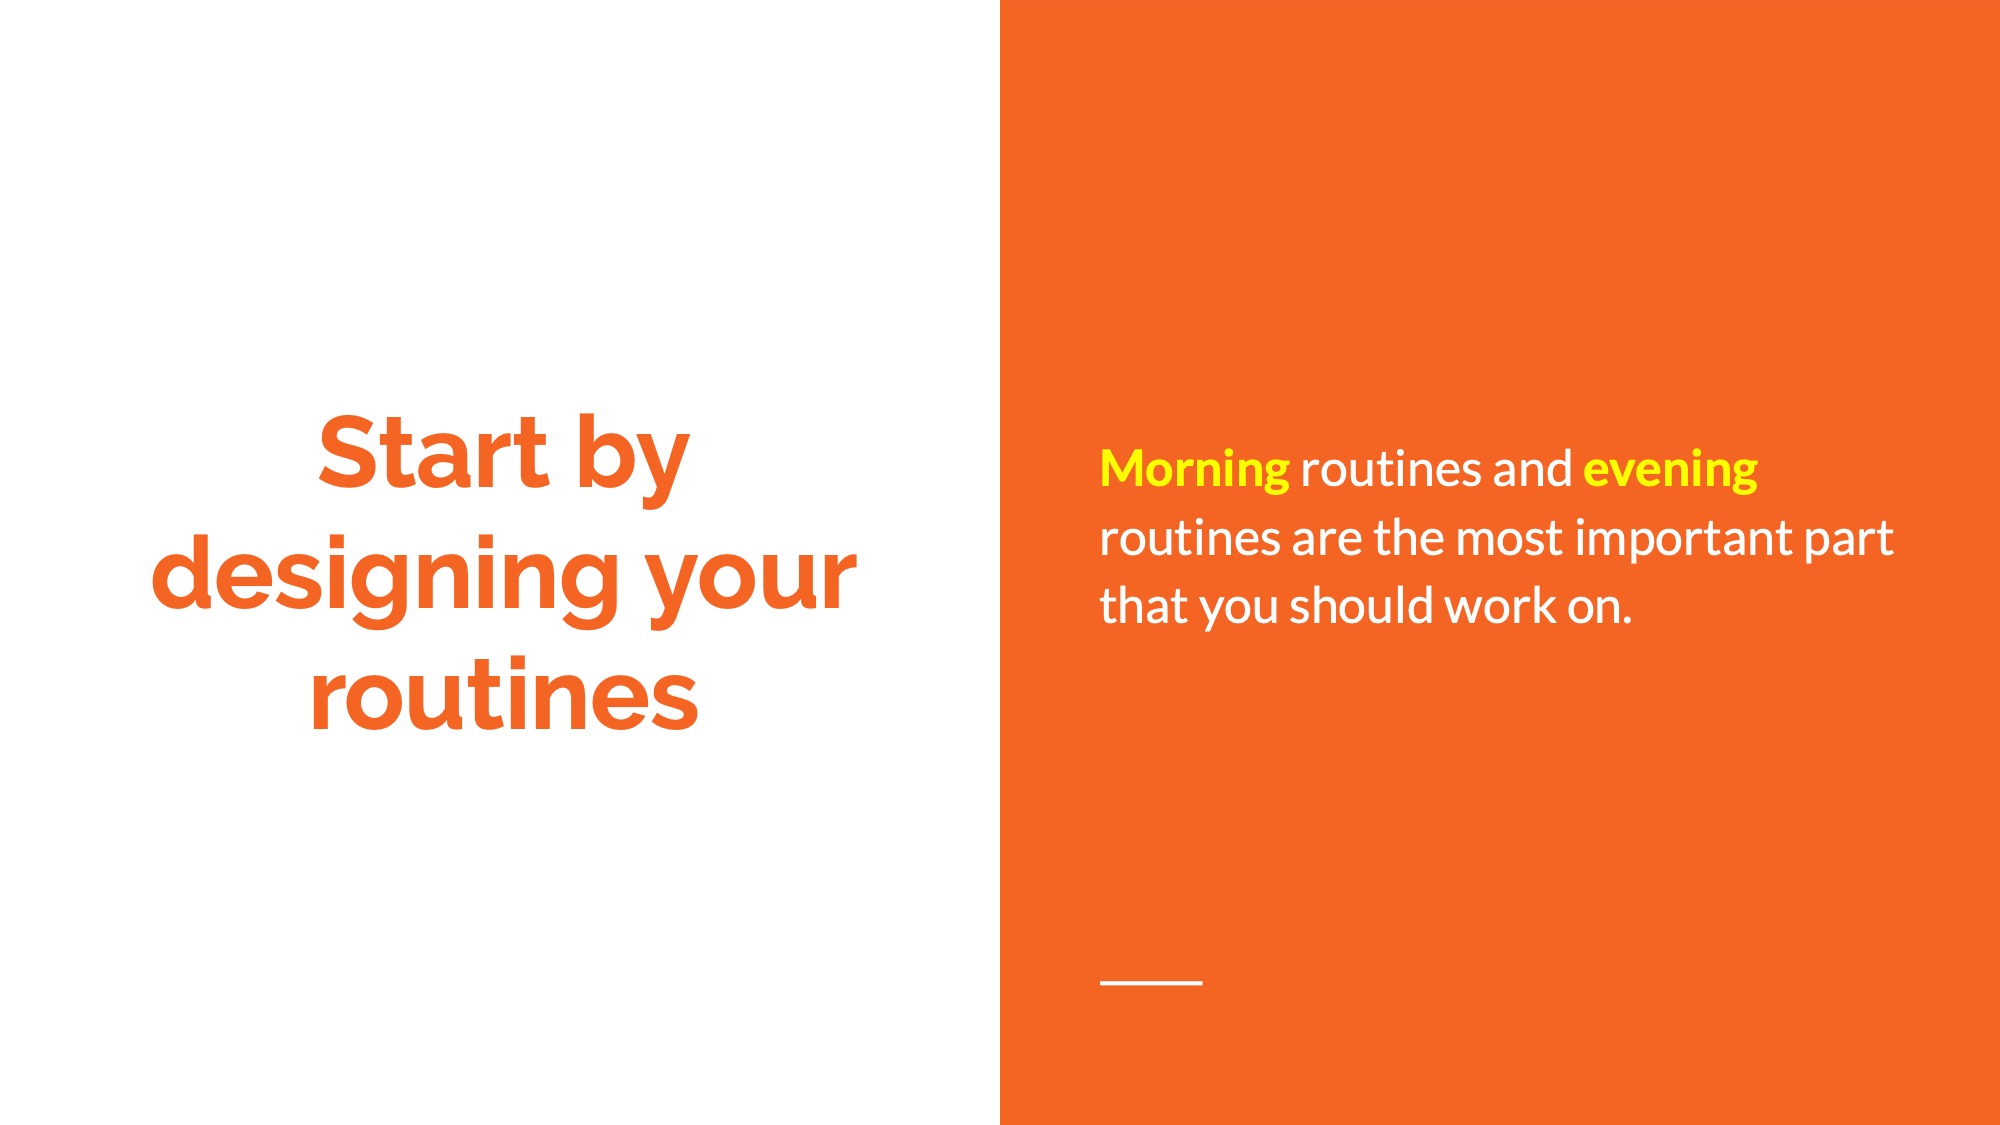 Start by
designing your
routines
Morning routines and evening
routines are the most important part
that you should work on.